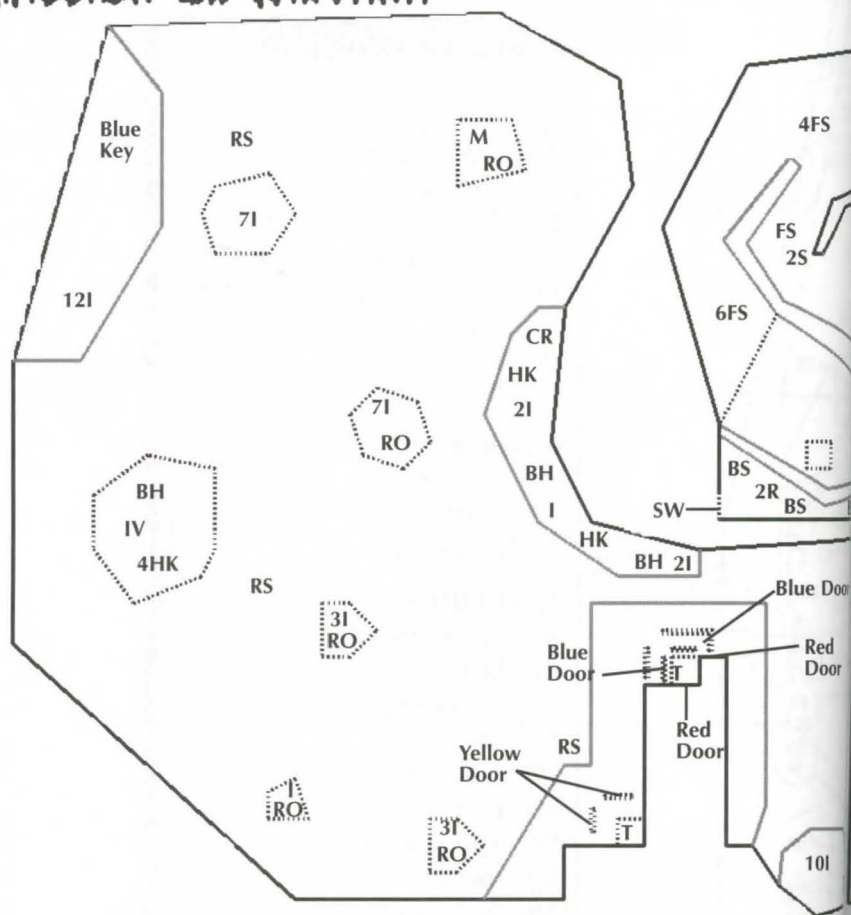 Blue
Key
RS
M
RO
4FS
7I
FS
2S
12I
6FS
CR
HK
2I
7I
RO
BH
I
BH
IV
4HK
BS
2R
BS
SW
HK
BH 2I
RS
3I
RO
Blue Door
Blue
Door
Red
Door
T
Red
Door
RS
Yellow
Door
I
RO
3I
RO
T
10I